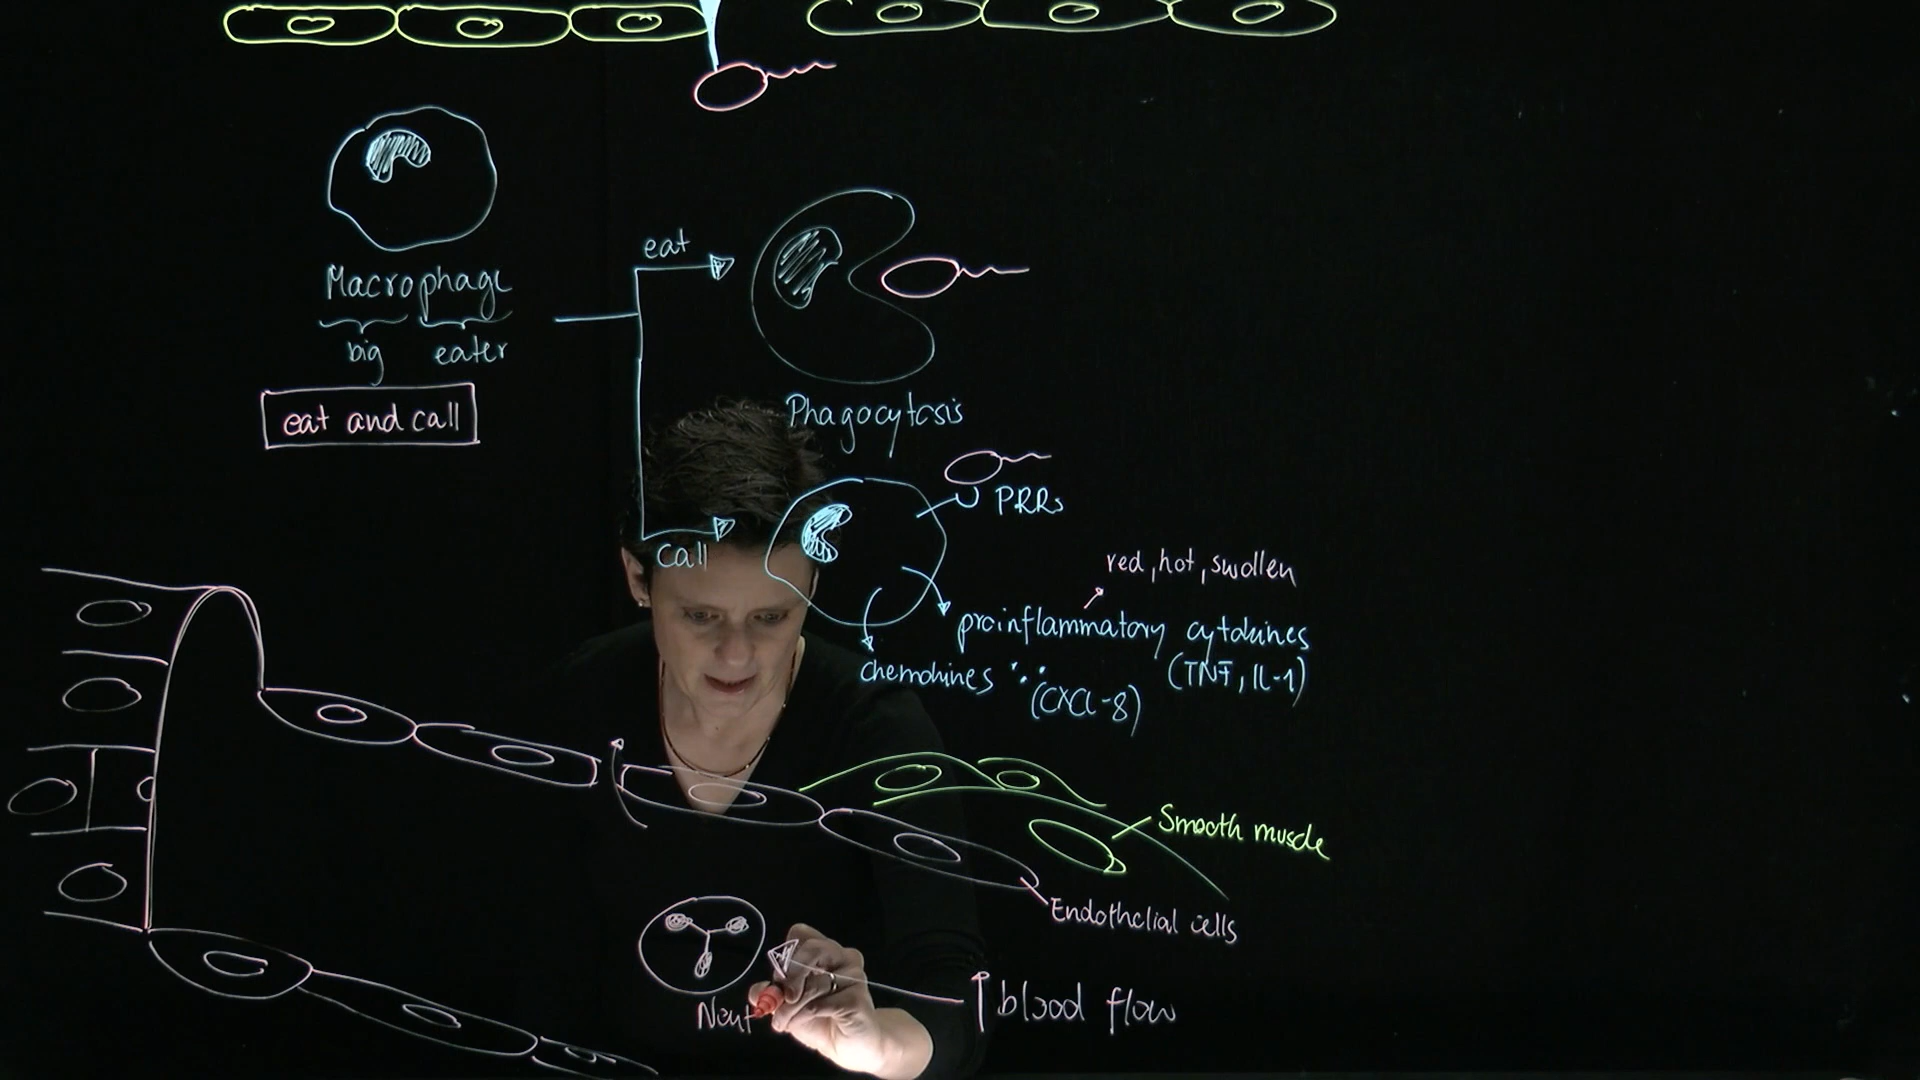 Macrophage
big eater
eat and call
eat
Phagocytosis
call
PRRs
red, hot, swollen
proinflammatory cytokines
(TNF, IL-1)
chemokines
(CXCL-8)
Smooth muscle
Endothelial cells
↑ blood flow
Neut